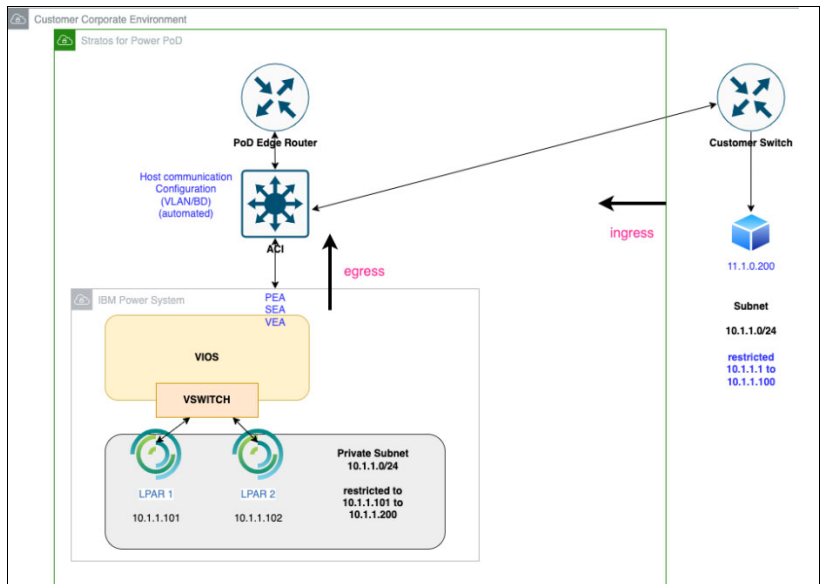 Customer Corporate Environment
Stratos for Power PoD
PoD Edge Router
Customer Switch
Host communication
Configuration
(VLAN/BD)
(automated)
ACI
ingress
egress
11.1.0.200
IBM Power System
PEA
SEA
VEA
Subnet
10.1.1.0/24
restricted
10.1.1.1 to
10.1.1.100
VIOS
VSWITCH
Private Subnet
10.1.1.0/24
restricted to
10.1.1.101 to
10.1.1.200
LPAR 1
LPAR 2
10.1.1.101
10.1.1.102